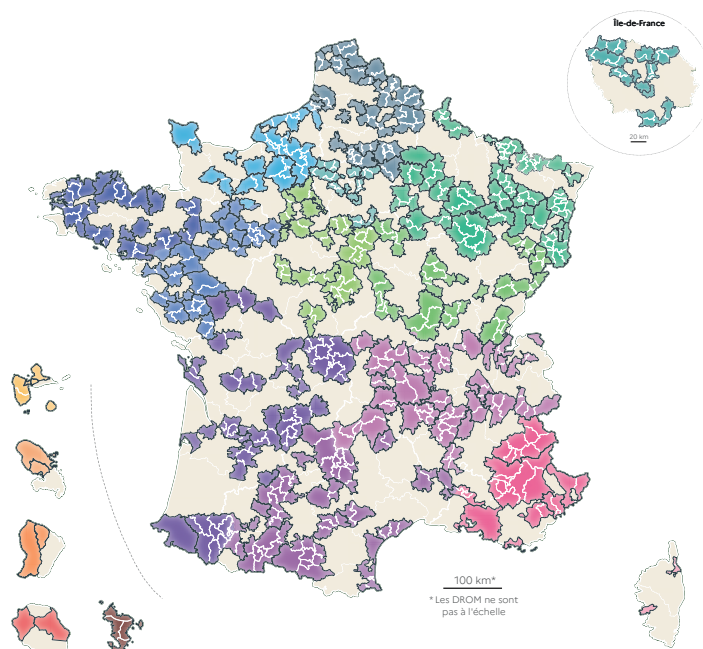 Île-de-France
20 km
100 km*
* Les DROM ne sont
pas à l'échelle